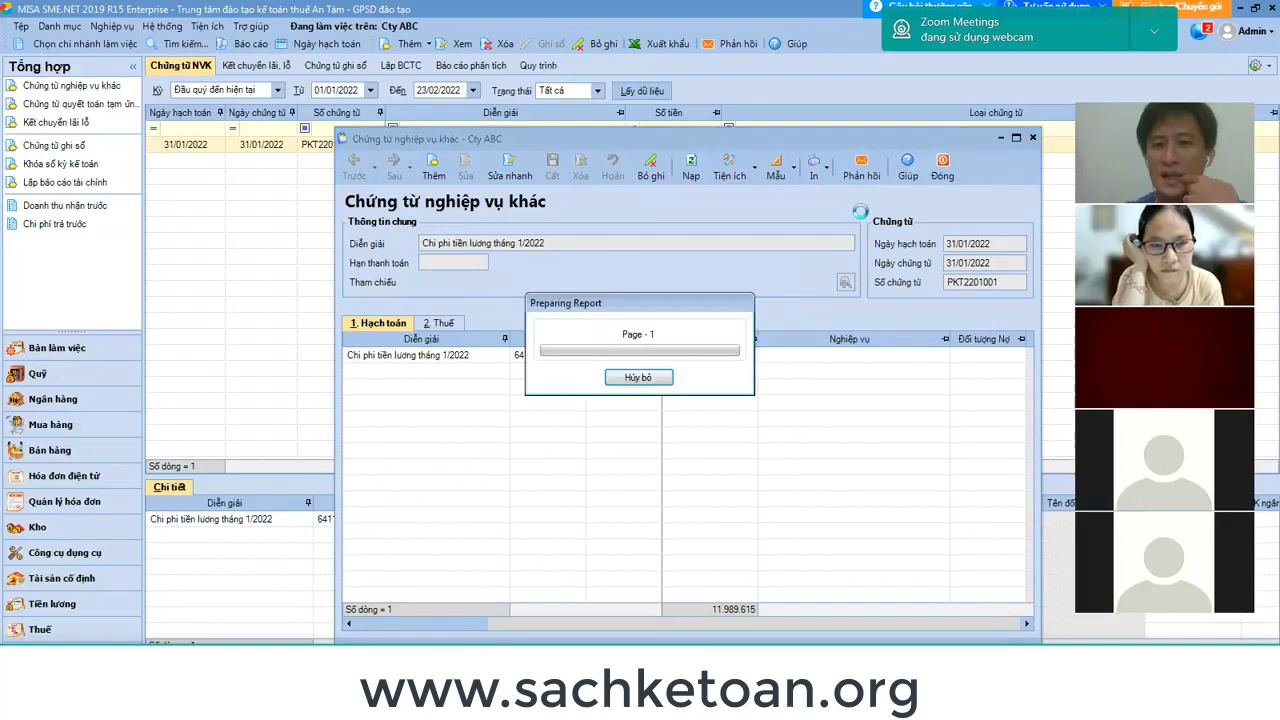 MISA SME.NET 2019 R15 Enterprise - Trung tâm đào tạo kế toán thuế An Tâm - GPSD đào tạo
Tệp Danh mục Nghiệp vụ Hệ thống Tiện ích Trợ giúp Đang làm việc trên: Cty ABC
Zoom Meetings
đang sử dụng webcam
Chọn chi nhánh làm việc Tìm kiếm... Báo cáo Ngày hạch toán Thêm Xem Xóa Ghi sổ Bỏ ghi Xuất khẩu Phản hồi Giúp
2 Admin
Tổng hợp
Chứng từ NVK Kết chuyển lãi, lỗ Chứng từ ghi sổ Lập BCTC Báo cáo phân tích Quy trình
Chứng từ nghiệp vụ khác
Kỳ Đầu quý đến hiện tại Từ 01/01/2022 Đến 23/02/2022 Trạng thái Tất cả Lấy dữ liệu
Chứng từ quyết toán tạm ứn...
Kết chuyển lãi lỗ
Chứng từ ghi sổ
Khóa sổ kỳ kế toán
Lập báo cáo tài chính
Doanh thu nhận trước
Chi phí trả trước
Ngày hạch toán Ngày chứng từ Số chứng từ Diễn giải Số tiền Loại chứng từ
31/01/2022 31/01/2022 PKT2201
Chứng từ nghiệp vụ khác - Cty ABC
Trước Sau Thêm Sửa Sửa nhanh Cất Xóa Hoãn Bỏ ghi Nạp Tiện ích Mẫu In Phản hồi Giúp Đóng
Chứng từ nghiệp vụ khác
Thông tin chung
Chứng từ
Diễn giải Chi phi tiền lương tháng 1/2022
Ngày hạch toán 31/01/2022
Hạn thanh toán
Ngày chứng từ 31/01/2022
Tham chiếu
Số chứng từ PKT2201001
Preparing Report
Page - 1
Hủy bỏ
1. Hạch toán 2. Thuế
Diễn giải Nghiệp vụ Đối tượng Nợ
Chi phi tiền lương tháng 1/2022 64
Số dòng = 1 11.989.615
Bàn làm việc
Quỹ
Ngân hàng
Mua hàng
Bán hàng
Hóa đơn điện tử
Quản lý hóa đơn
Kho
Công cụ dụng cụ
Tài sản cố định
Tiền lương
Thuế
Số dòng = 1
Chi tiết
Diễn giải
Chi phi tiền lương tháng 1/2022 641
www.sachketoan.org